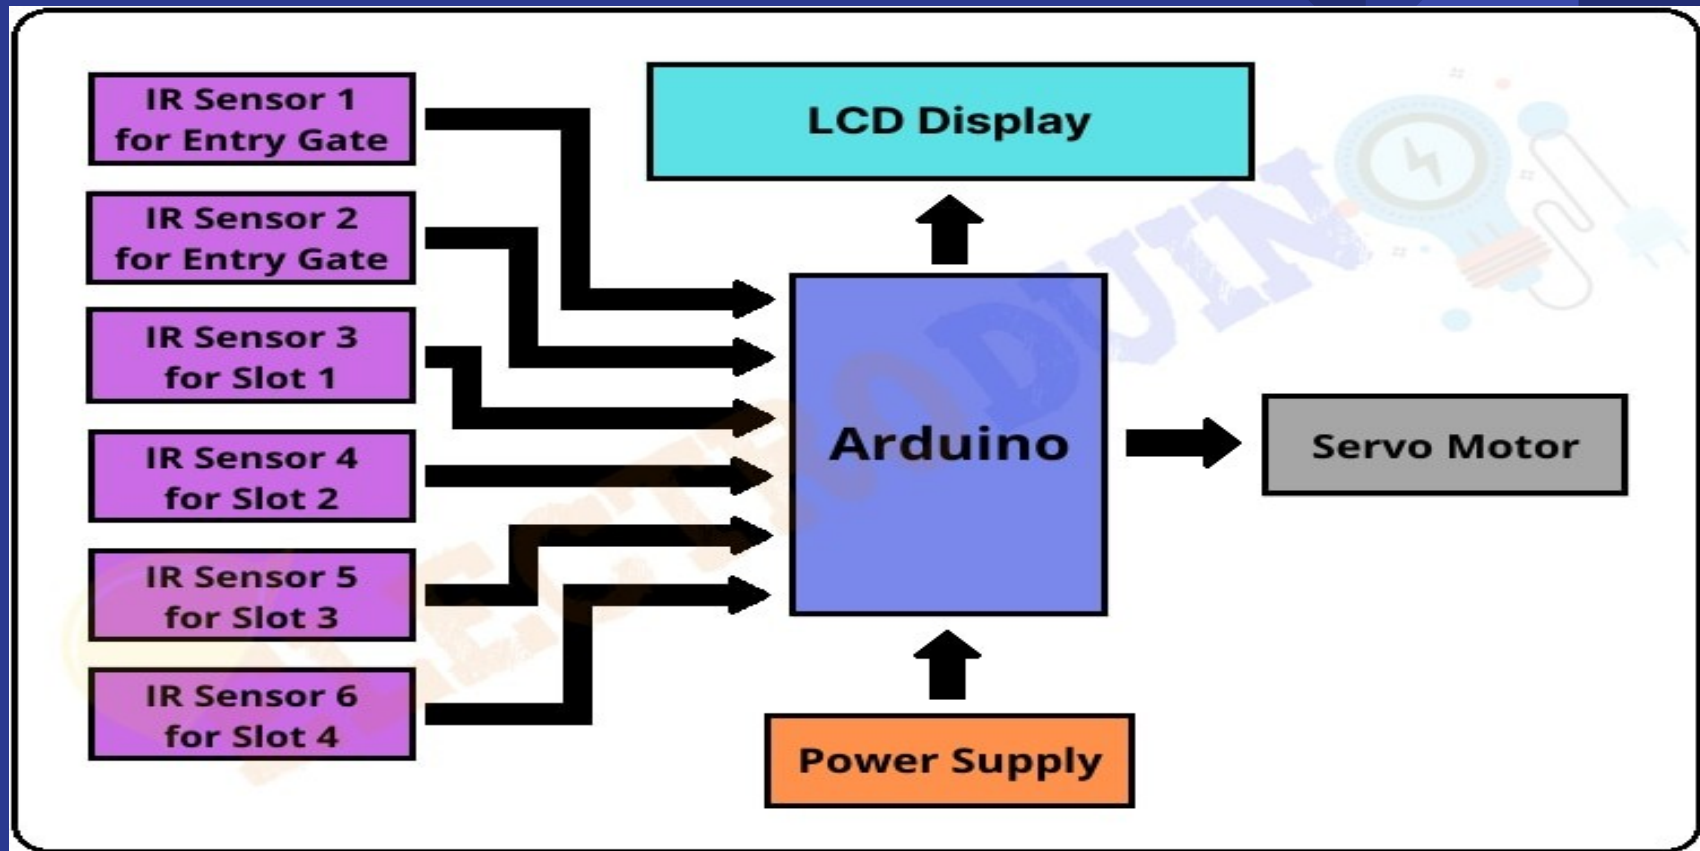 IR Sensor 1
for Entry Gate
IR Sensor 2
for Entry Gate
IR Sensor 3
for Slot 1
IR Sensor 4
for Slot 2
IR Sensor 5
for Slot 3
IR Sensor 6
for Slot 4
LCD Display
Arduino
Servo Motor
Power Supply
ELECTRODUINO